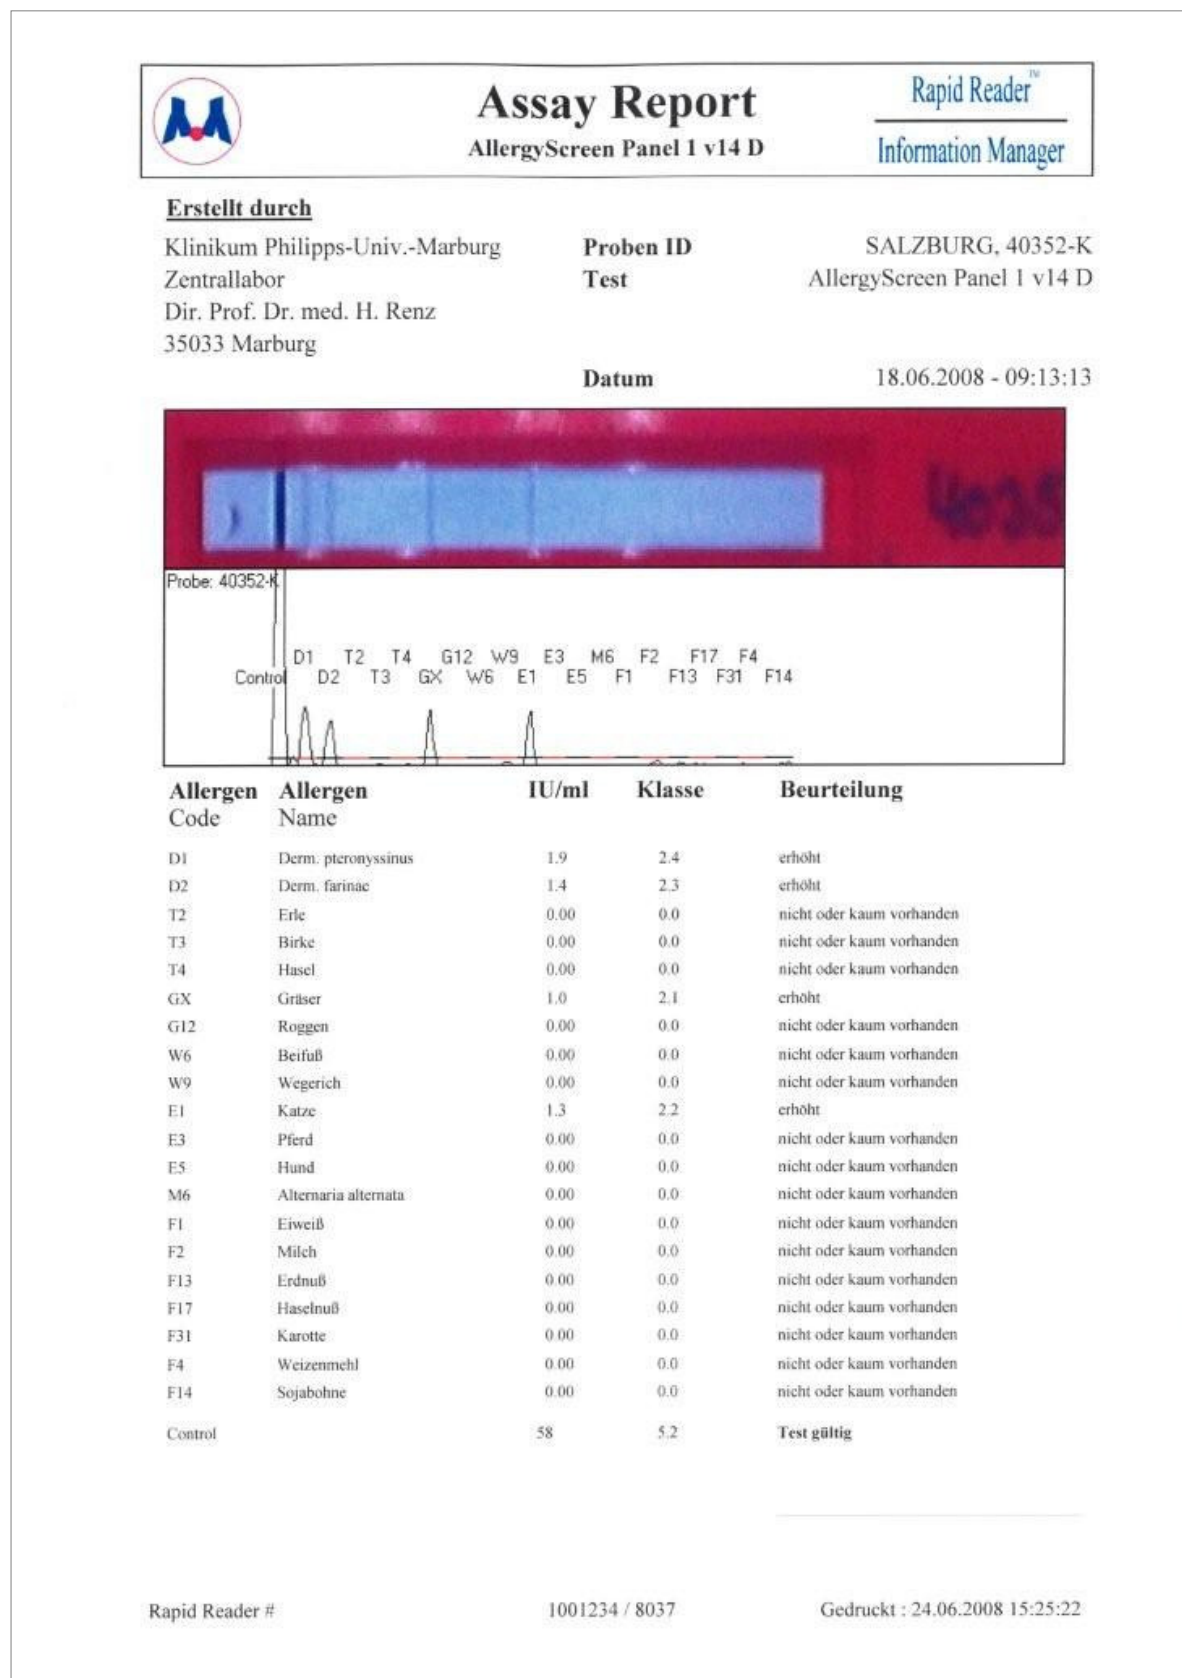 Assay Report
AllergyScreen Panel 1 v14 D
Rapid Reader™
Information Manager
Erstellt durch
Klinikum Philipps-Univ.-Marburg
Zentrallabor
Dir. Prof. Dr. med. H. Renz
35033 Marburg
Proben ID SALZBURG, 40352-K
Test AllergyScreen Panel 1 v14 D
Datum 18.06.2008 - 09:13:13
Probe: 40352-K
D1 T2 T4 G12 W9 E3 M6 F2 F17 F4
Control D2 T3 GX W6 E1 E5 F1 F13 F31 F14
Allergen Allergen IU/ml Klasse Beurteilung
Code Name
D1 Derm. pteronyssinus 1.9 2.4 erhöht
D2 Derm. farinae 1.4 2.3 erhöht
T2 Erle 0.00 0.0 nicht oder kaum vorhanden
T3 Birke 0.00 0.0 nicht oder kaum vorhanden
T4 Hasel 0.00 0.0 nicht oder kaum vorhanden
GX Gräser 1.0 2.1 erhöht
G12 Roggen 0.00 0.0 nicht oder kaum vorhanden
W6 Beifuß 0.00 0.0 nicht oder kaum vorhanden
W9 Wegerich 0.00 0.0 nicht oder kaum vorhanden
E1 Katze 1.3 2.2 erhöht
E3 Pferd 0.00 0.0 nicht oder kaum vorhanden
E5 Hund 0.00 0.0 nicht oder kaum vorhanden
M6 Alternaria alternata 0.00 0.0 nicht oder kaum vorhanden
F1 Eiweiß 0.00 0.0 nicht oder kaum vorhanden
F2 Milch 0.00 0.0 nicht oder kaum vorhanden
F13 Erdnuß 0.00 0.0 nicht oder kaum vorhanden
F17 Haselnuß 0.00 0.0 nicht oder kaum vorhanden
F31 Karotte 0.00 0.0 nicht oder kaum vorhanden
F4 Weizenmehl 0.00 0.0 nicht oder kaum vorhanden
F14 Sojabohne 0.00 0.0 nicht oder kaum vorhanden
Control 58 5.2 Test gültig
Rapid Reader # 1001234 / 8037 Gedruckt : 24.06.2008 15:25:22